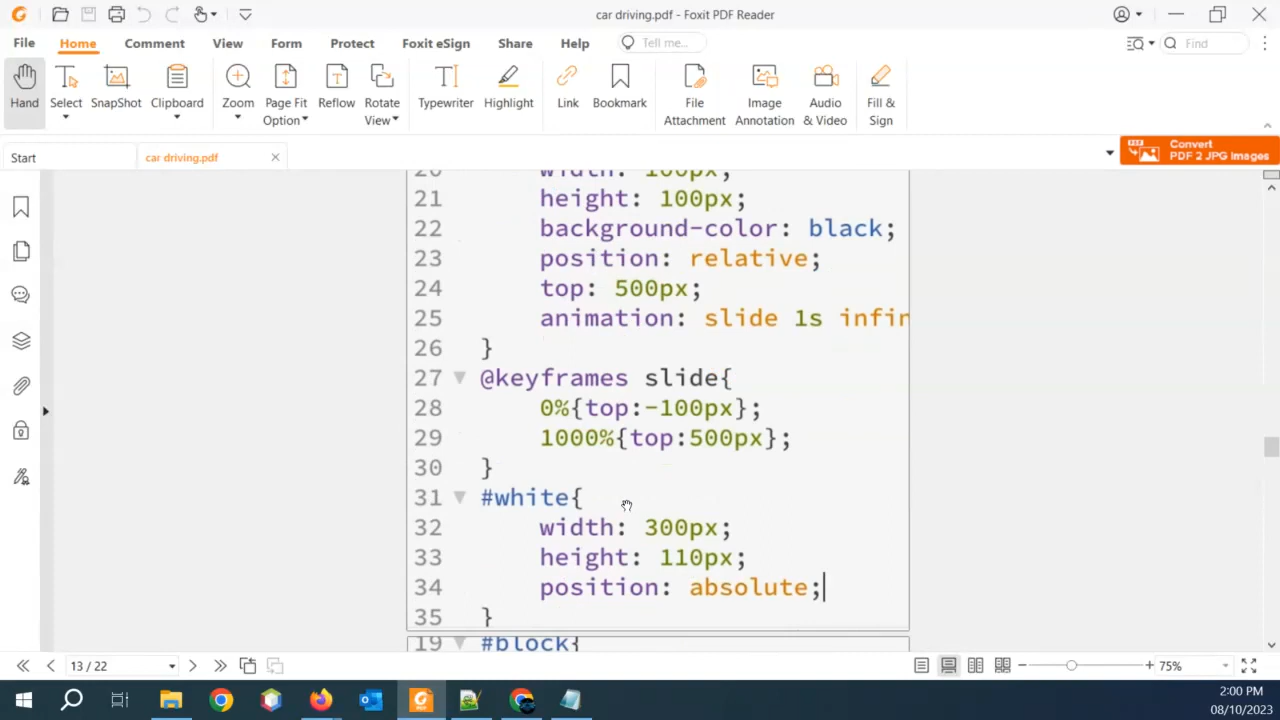 car driving.pdf - Foxit PDF Reader
File Home Comment View Form Protect Foxit eSign Share Help Tell me.. Find
Hand Select SnapShot Clipboard Zoom Page Fit Option Reflow Rotate View Typewriter Highlight Link Bookmark File Attachment Image Annotation Audio & Video Fill & Sign
Start car driving.pdf
Convert
PDF 2 JPG Images
20 width: 100px;
21 height: 100px;
22 background-color: black;
23 position: relative;
24 top: 500px;
25 animation: slide 1s infin
26 }
27 @keyframes slide{
28 0%{top:-100px};
29 1000%{top:500px};
30 }
31 #white{
32 width: 300px;
33 height: 110px;
34 position: absolute;
35 }
19 #block{
13 / 22
75%
2:00 PM
08/10/2023